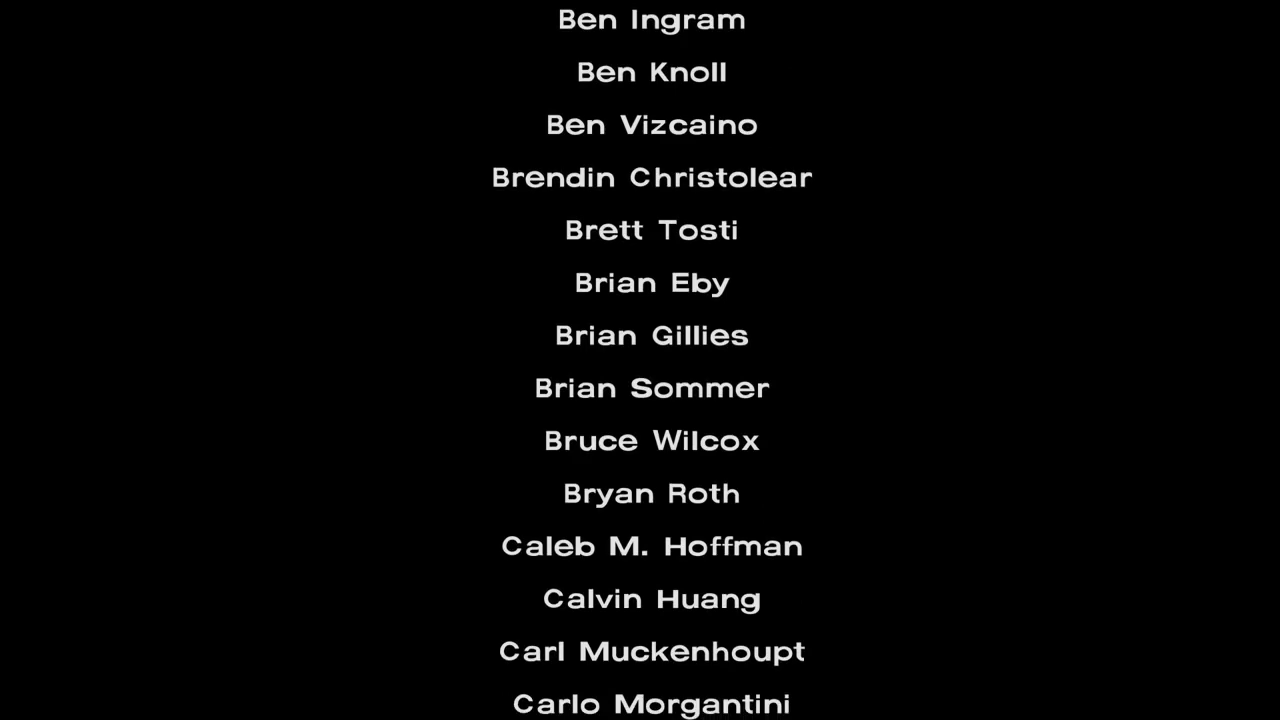 Ben Ingram
Ben Knoll
Ben Vizcaino
Brendin Christolear
Brett Tosti
Brian Eby
Brian Gillies
Brian Sommer
Bruce Wilcox
Bryan Roth
Caleb M. Hoffman
Calvin Huang
Carl Muckenhoupt
Carlo Morgantini